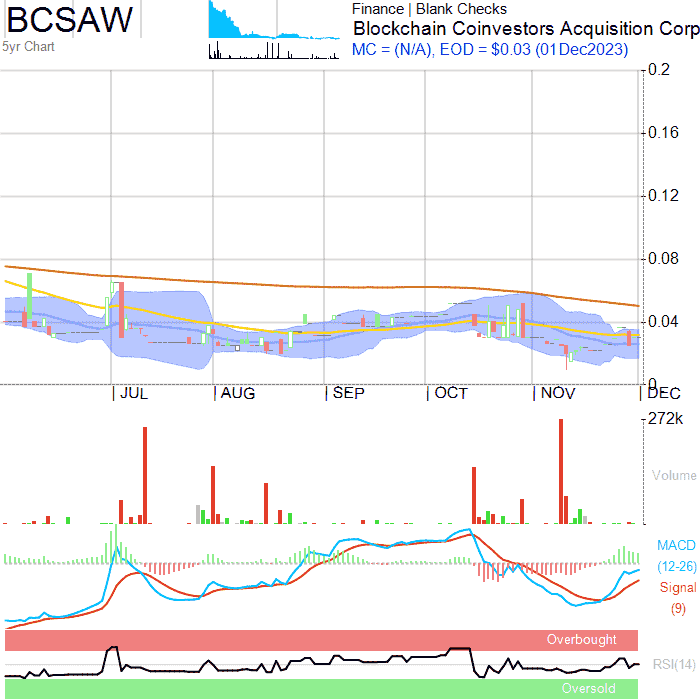 BCSAW
5yr Chart
Finance | Blank Checks
Blockchain Coinvestors Acquisition Corp
MC = (N/A), EOD = $0.03 (01Dec2023)
0.2
0.16
0.12
0.08
0.04
0
JUL AUG SEP OCT NOV DEC
272k
Volume
MACD
(12-26)
Signal
(9)
Overbought
RSI(14)
Oversold